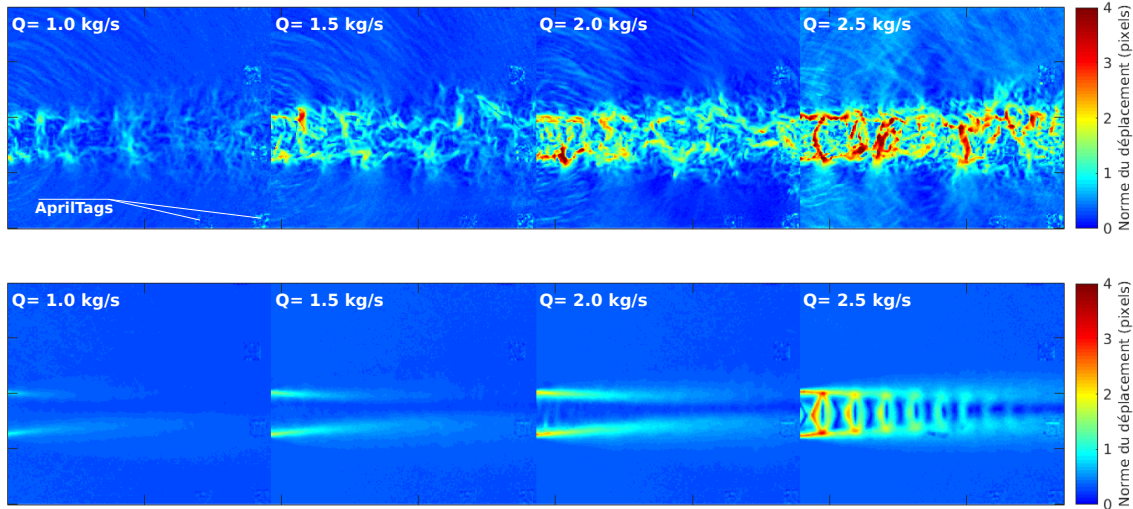 Q= 1.0 kg/s
Q= 1.5 kg/s
Q= 2.0 kg/s
Q= 2.5 kg/s
AprilTags
4
3
2
1
0
Norme du déplacement (pixels)
Q= 1.0 kg/s
Q= 1.5 kg/s
Q= 2.0 kg/s
Q= 2.5 kg/s
4
3
2
1
0
Norme du déplacement (pixels)